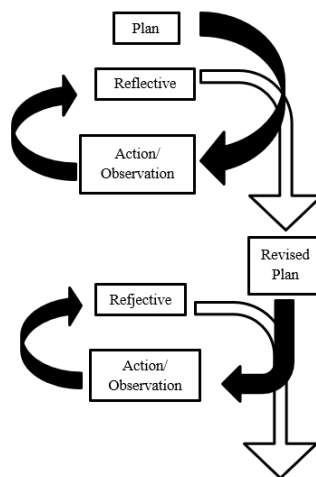 Plan
Reflective
Action/
Observation
Revised
Plan
Refjective
Action/
Observation